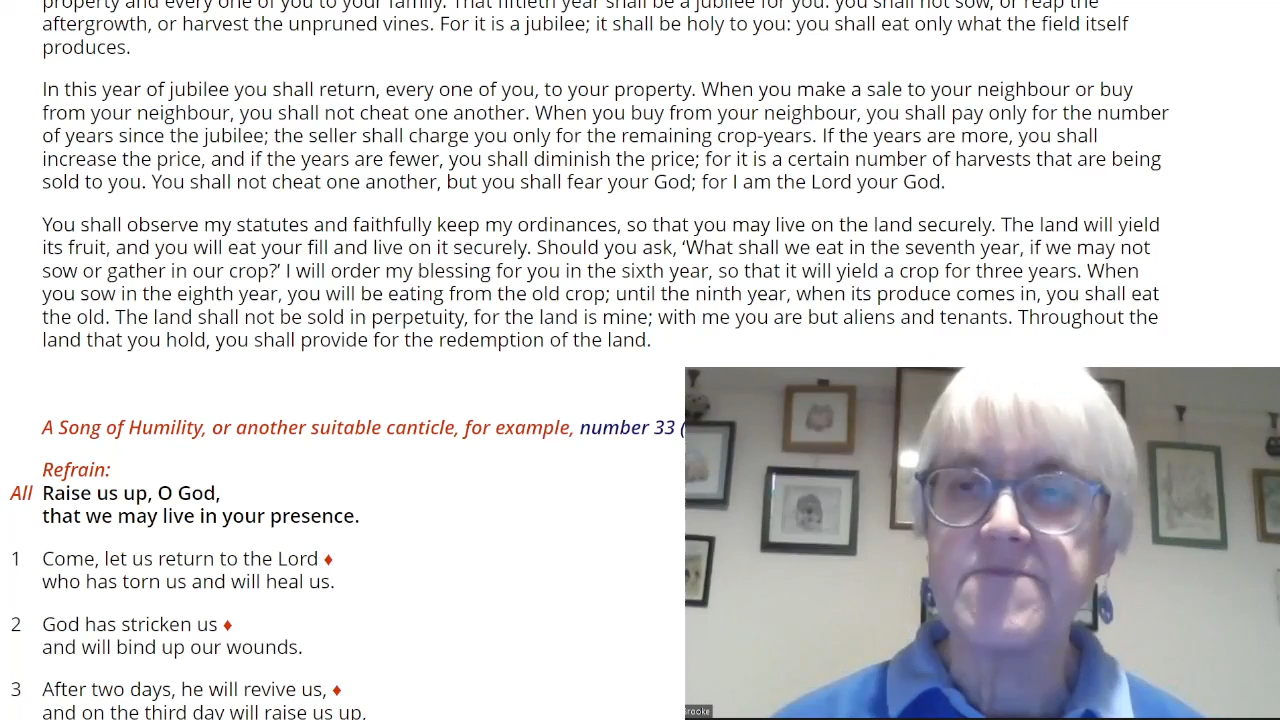 property and every one of you to your family. That fiftieth year shall be a jubilee for you: you shall not sow, or reap the
aftergrowth, or harvest the unpruned vines. For it is a jubilee; it shall be holy to you: you shall eat only what the field itself
produces.
In this year of jubilee you shall return, every one of you, to your property. When you make a sale to your neighbour or buy
from your neighbour, you shall not cheat one another. When you buy from your neighbour, you shall pay only for the number
of years since the jubilee; the seller shall charge you only for the remaining crop-years. If the years are more, you shall
increase the price, and if the years are fewer, you shall diminish the price; for it is a certain number of harvests that are being
sold to you. You shall not cheat one another, but you shall fear your God; for I am the Lord your God.
You shall observe my statutes and faithfully keep my ordinances, so that you may live on the land securely. The land will yield
its fruit, and you will eat your fill and live on it securely. Should you ask, ‘What shall we eat in the seventh year, if we may not
sow or gather in our crop?’ I will order my blessing for you in the sixth year, so that it will yield a crop for three years. When
you sow in the eighth year, you will be eating from the old crop; until the ninth year, when its produce comes in, you shall eat
the old. The land shall not be sold in perpetuity, for the land is mine; with me you are but aliens and tenants. Throughout the
land that you hold, you shall provide for the redemption of the land.
A Song of Humility, or another suitable canticle, for example, number 33 (
Refrain:
All Raise us up, O God,
that we may live in your presence.
1 Come, let us return to the Lord ♦
who has torn us and will heal us.
2 God has stricken us ♦
and will bind up our wounds.
3 After two days, he will revive us, ♦
and on the third day will raise us up,